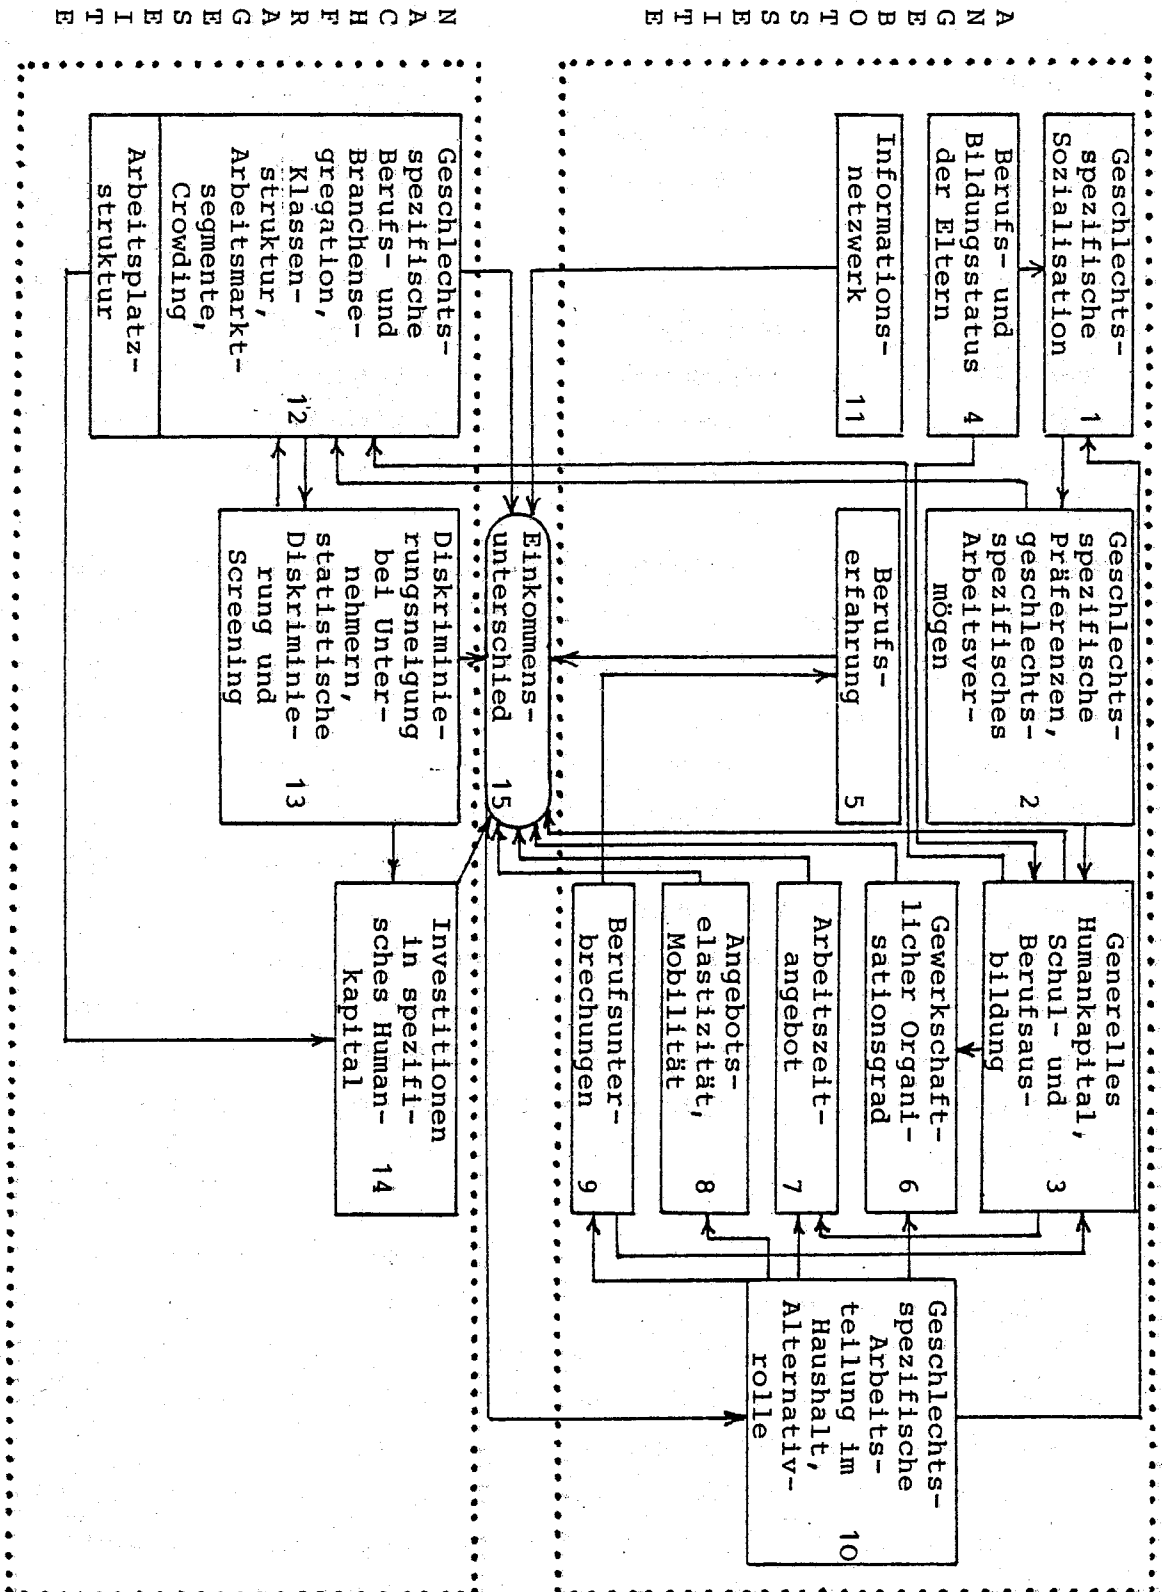 ANGEBOTSSEITE
Geschlechts-
spezifische
Sozialisation
1
Berufs- und
Bildungsstatus
der Eltern
4
Informations-
netzwerk
11
Geschlechts-
spezifische
Präferenzen,
geschlechts-
spezifisches
Arbeitsver-
mögen
2
Berufs-
erfahrung
5
Generelles
Humankapital,
Schul- und
Berufsaus-
bildung
3
Gewerkschaft-
licher Organi-
sationsgrad
6
Arbeitszeit-
angebot
7
Angebots-
elastizität,
Mobilität
8
Berufsunter-
brechungen
9
Geschlechts-
spezifische
Arbeits-
teilung im
Haushalt,
Alternativ-
rolle
10
Einkommens-
unterschied
15
NACHFRAGESEITE
Geschlechts-
spezifische
Berufs- und
Branchense-
gregation,
Klassen-
struktur,
Arbeitsmarkt-
segmente,
Crowding
12
Arbeitsplatz-
struktur
Diskriminie-
rungsneigung
bei Unter-
nehmern,
statistische
Diskriminie-
rung und
Screening
13
Investitionen
in spezifi-
sches Human-
kapital
14